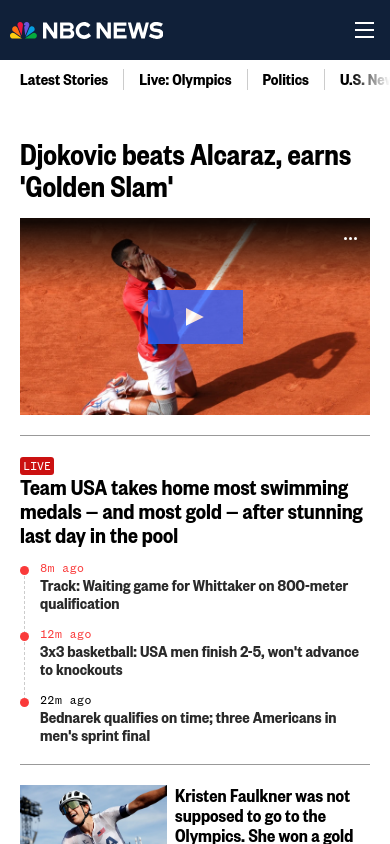 NBC NEWS
Latest Stories
Live: Olympics
Politics
U.S. New
Djokovic beats Alcaraz, earns
'Golden Slam'
LIVE
Team USA takes home most swimming
medals — and most gold — after stunning
last day in the pool
8m ago
Track: Waiting game for Whittaker on 800-meter
qualification
12m ago
3x3 basketball: USA men finish 2-5, won't advance
to knockouts
22m ago
Bednarek qualifies on time; three Americans in
men's sprint final
Kristen Faulkner was not
supposed to go to the
Olympics. She won a gold